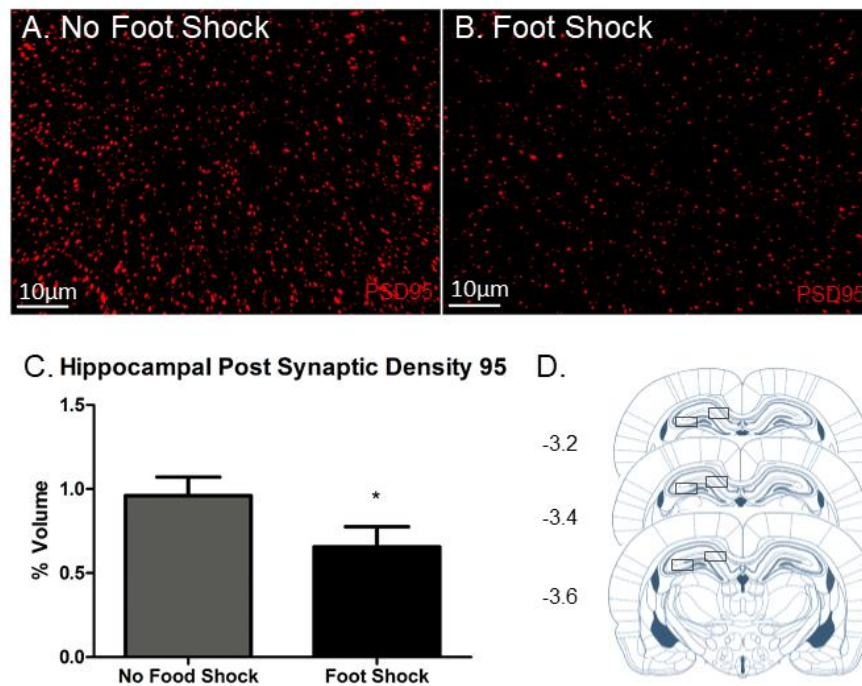 A. No Foot Shock
B. Foot Shock
10µm
PSD95
10µm
PSD95
C. Hippocampal Post Synaptic Density 95
D.
1.5
1.0
0.5
0.0
% Volume
*
No Food Shock
Foot Shock
-3.2
-3.4
-3.6